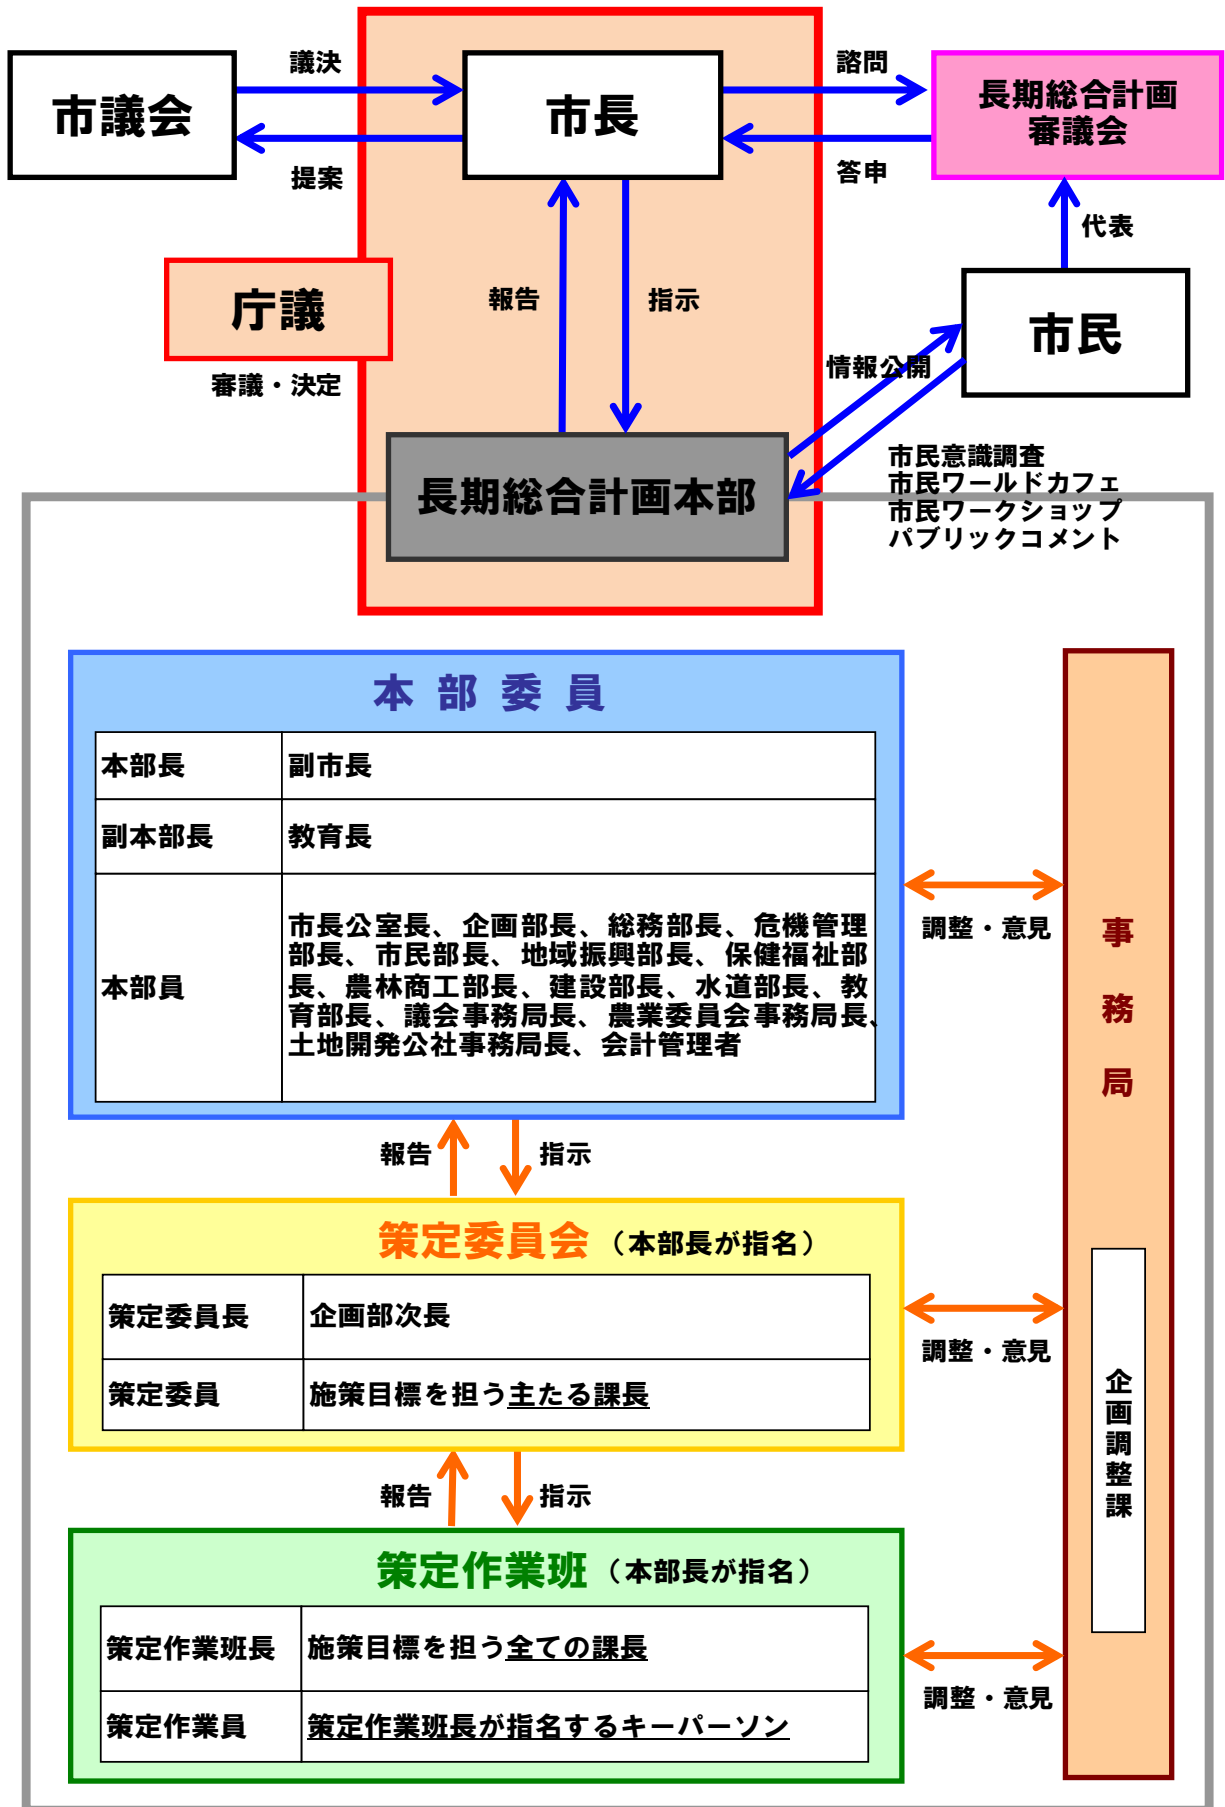 議決
諮問
市議会
市長
長期総合計画
審議会
提案
答申
代表
庁議
報告
指示
市民
審議・決定
情報公開
長期総合計画本部
市民意識調査
市民ワールドカフェ
市民ワークショップ
パブリックコメント
本部委員
本部長
副市長
副本部長
教育長
本部員
市長公室長、企画部長、総務部長、危機管理
部長、市民部長、地域振興部長、保健福祉部
長、農林商工部長、建設部長、水道部長、教
育部長、議会事務局長、農業委員会事務局長、
土地開発公社事務局長、会計管理者
調整・意見
事務局
報告
指示
策定委員会（本部長が指名）
策定委員長
企画部次長
策定委員
施策目標を担う主たる課長
調整・意見
企画調整課
報告
指示
策定作業班（本部長が指名）
策定作業班長
施策目標を担う全ての課長
策定作業員
策定作業班長が指名するキーパーソン
調整・意見